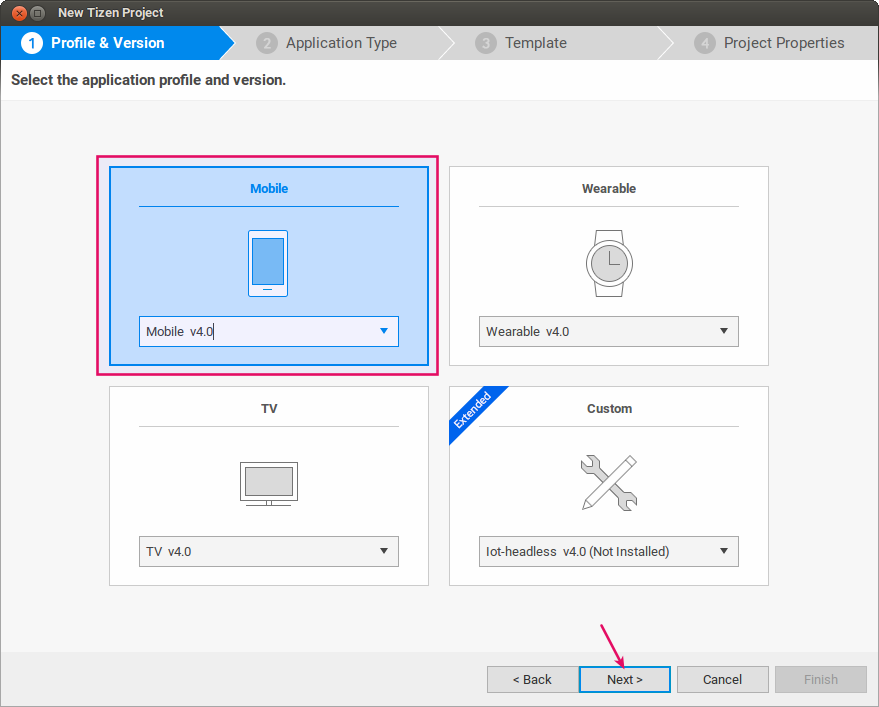 New Tizen Project
1 Profile & Version
2 Application Type
3 Template
4 Project Properties
Select the application profile and version.
Mobile
Mobile v4.0
Wearable
Wearable v4.0
TV
TV v4.0
Extended
Custom
Iot-headless v4.0 (Not Installed)
< Back
Next >
Cancel
Finish